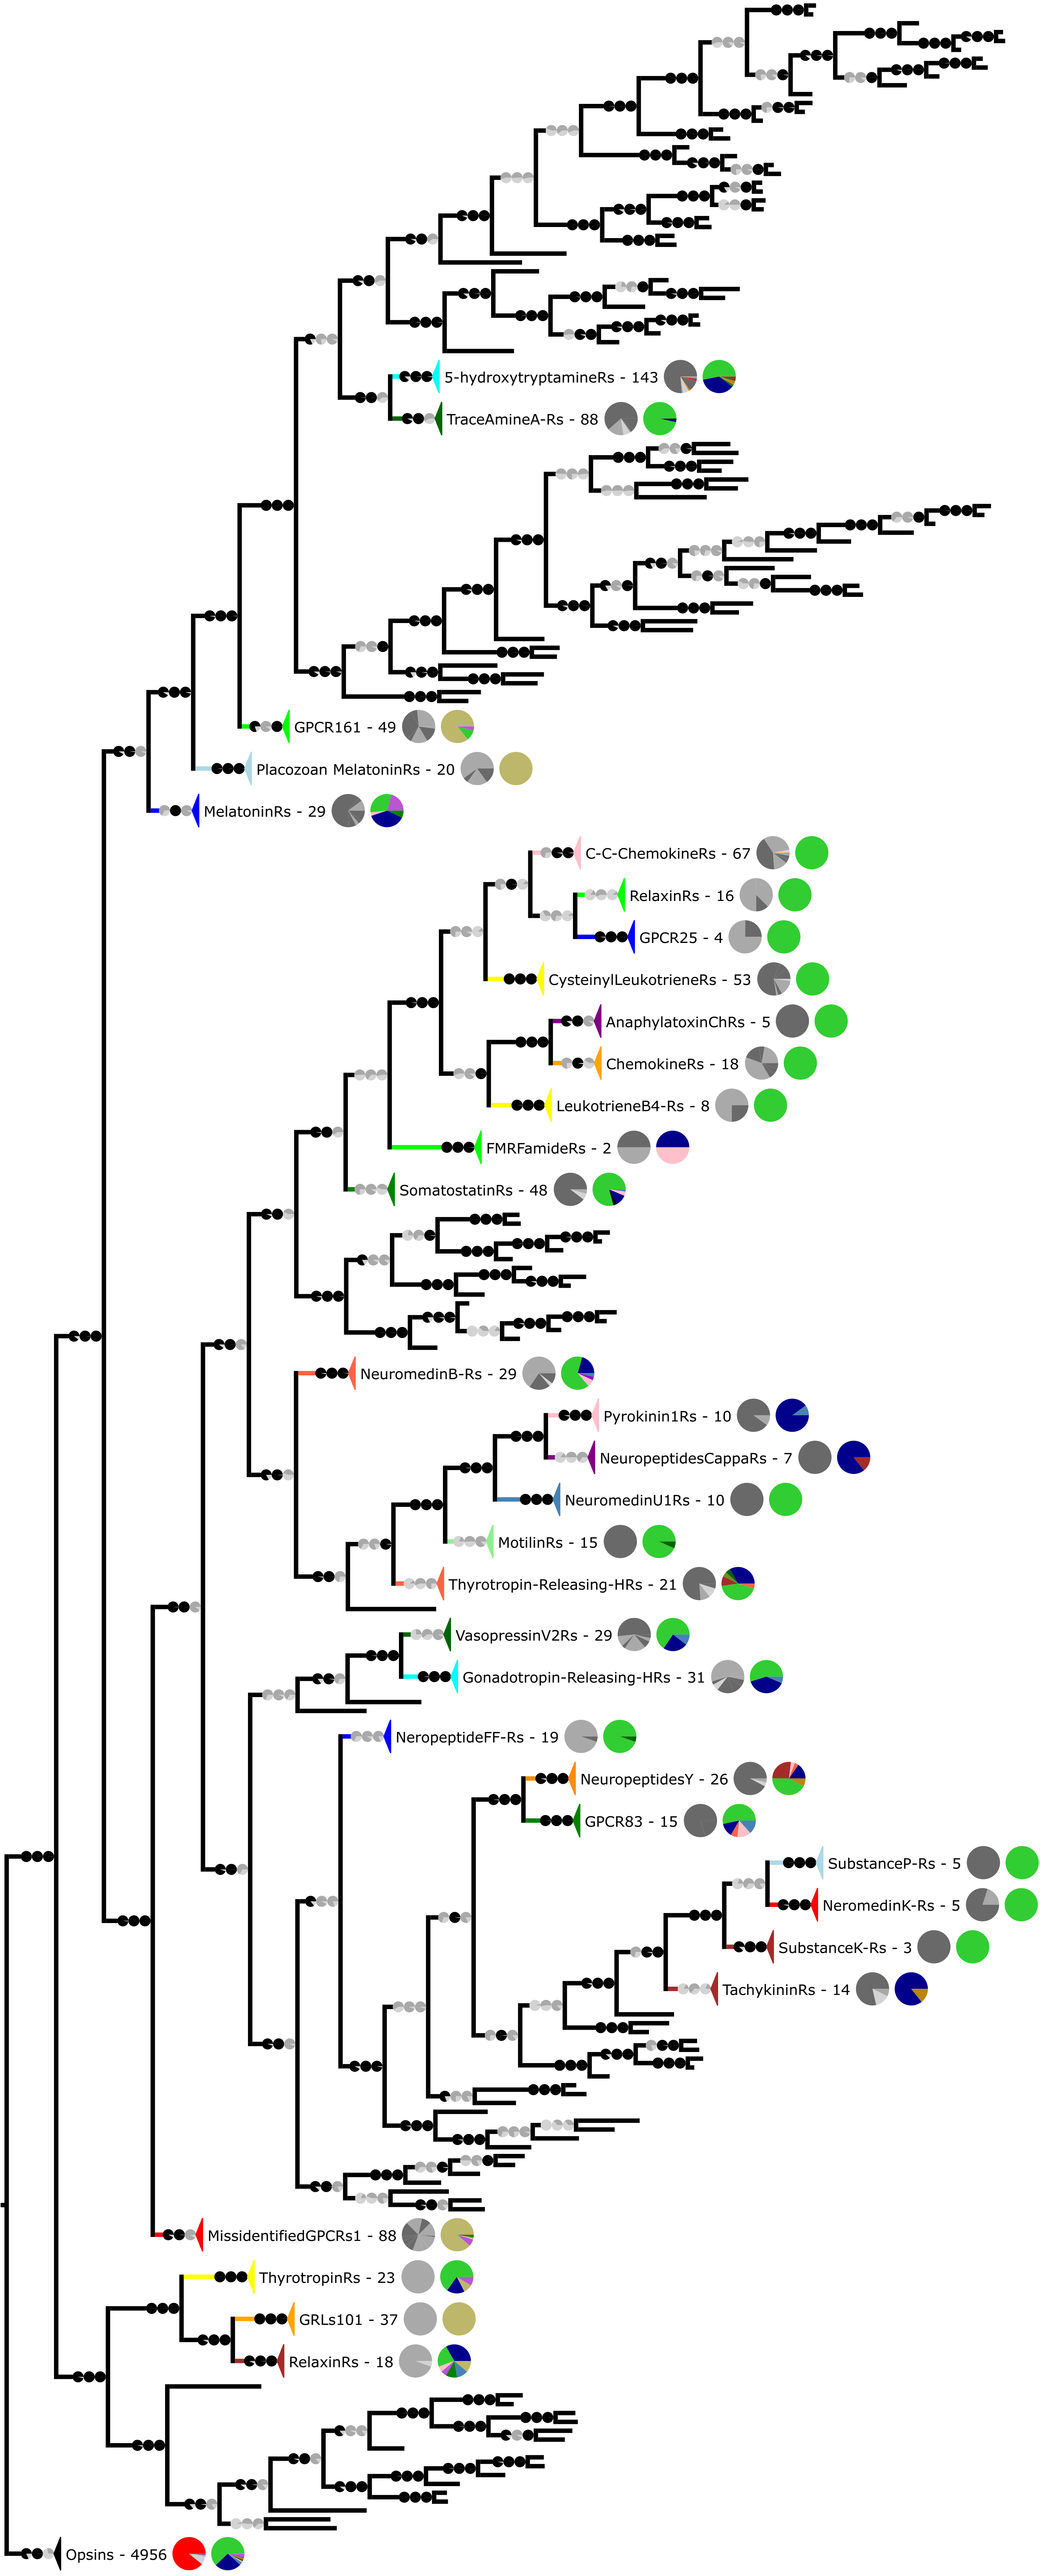 5-hydroxytryptamineRs - 143
TraceAmineA-Rs - 88
GPCR161 - 49
Placozoan MelatoninRs - 20
MelatoninRs - 29
C-C-ChemokineRs - 67
RelaxinRs - 16
GPCR25 - 4
CysteinylLeukotrieneRs - 53
AnaphylatoxinChRs - 5
ChemokineRs - 18
LeukotrieneB4-Rs - 8
FMRFamideRs - 2
SomatostatinRs - 48
NeuromedinB-Rs - 29
Pyrokinin1Rs - 10
NeuropeptidesCappaRs - 7
NeuromedinU1Rs - 10
MotilinRs - 15
Thyrotropin-Releasing-HRs - 21
VasopressinV2Rs - 29
Gonadotropin-Releasing-HRs - 31
NeropeptideFF-Rs - 19
NeuropeptidesY - 26
GPCR83 - 15
SubstanceP-Rs - 5
NeromedinK-Rs - 5
SubstanceK-Rs - 3
TachykininRs - 14
MissidentifiedGPCRs1 - 88
ThyrotropinRs - 23
GRLs101 - 37
RelaxinRs - 18
Opsins - 4956